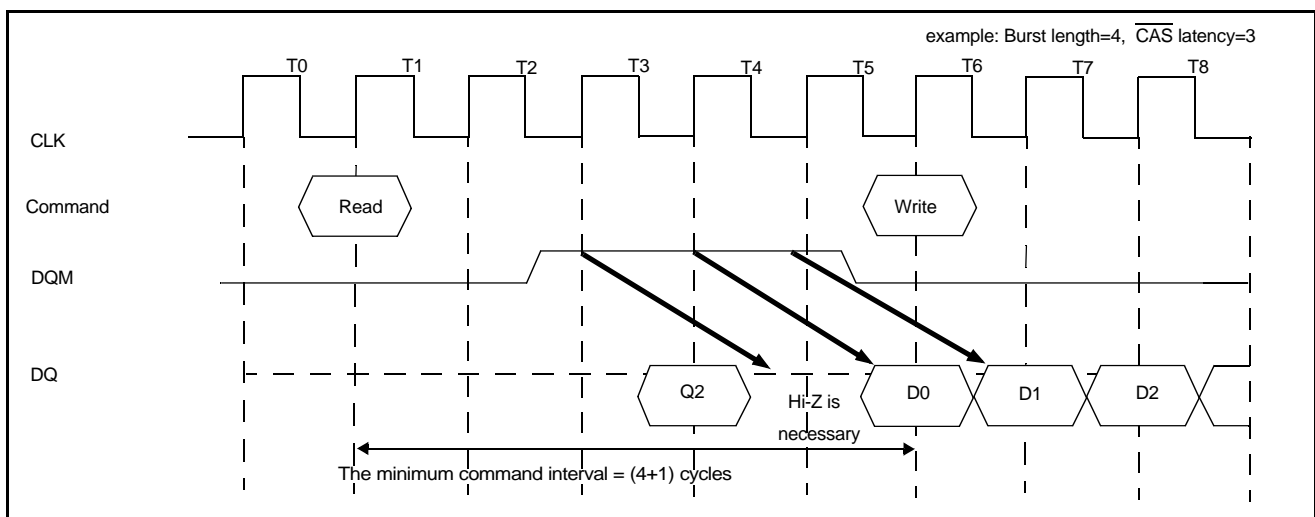 example: Burst length=4, CAS latency=3
T0 T1 T2 T3 T4 T5 T6 T7 T8
CLK
Command Read Write
DQM
DQ Q2 D0 D1 D2
Hi-Z is
necessary
The minimum command interval = (4+1) cycles